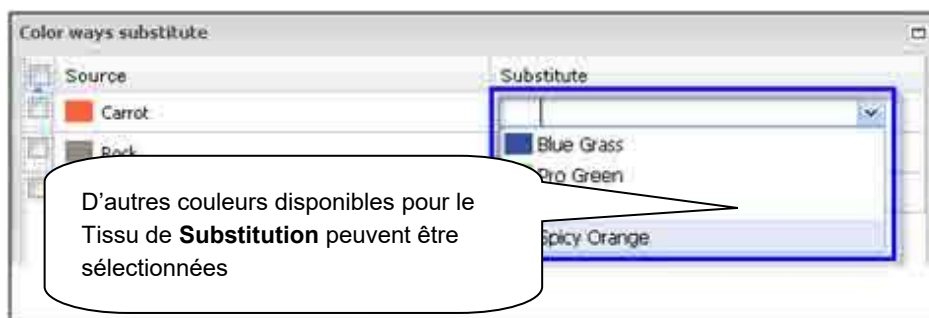 Color ways substitute
Source Substitute
Carrot
Rock
Blue Grass
Pro Green
Spicy Orange
D’autres couleurs disponibles pour le
Tissu de Substitution peuvent être
sélectionnées